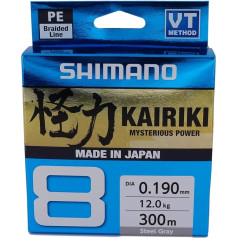 PE
Braided
Line
VT
METHOD
SHIMANO
怪力 KAIRIKI
MYSTERIOUS POWER
MADE IN JAPAN
8
DIA 0.190mm
12.0kg
300m
Steel Gray